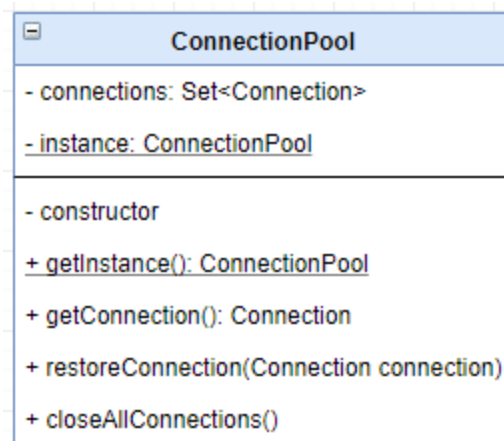 ConnectionPool
- connections: Set<Connection>
- instance: ConnectionPool
- constructor
+ getInstance(): ConnectionPool
+ getConnection(): Connection
+ restoreConnection(Connection connection)
+ closeAllConnections()